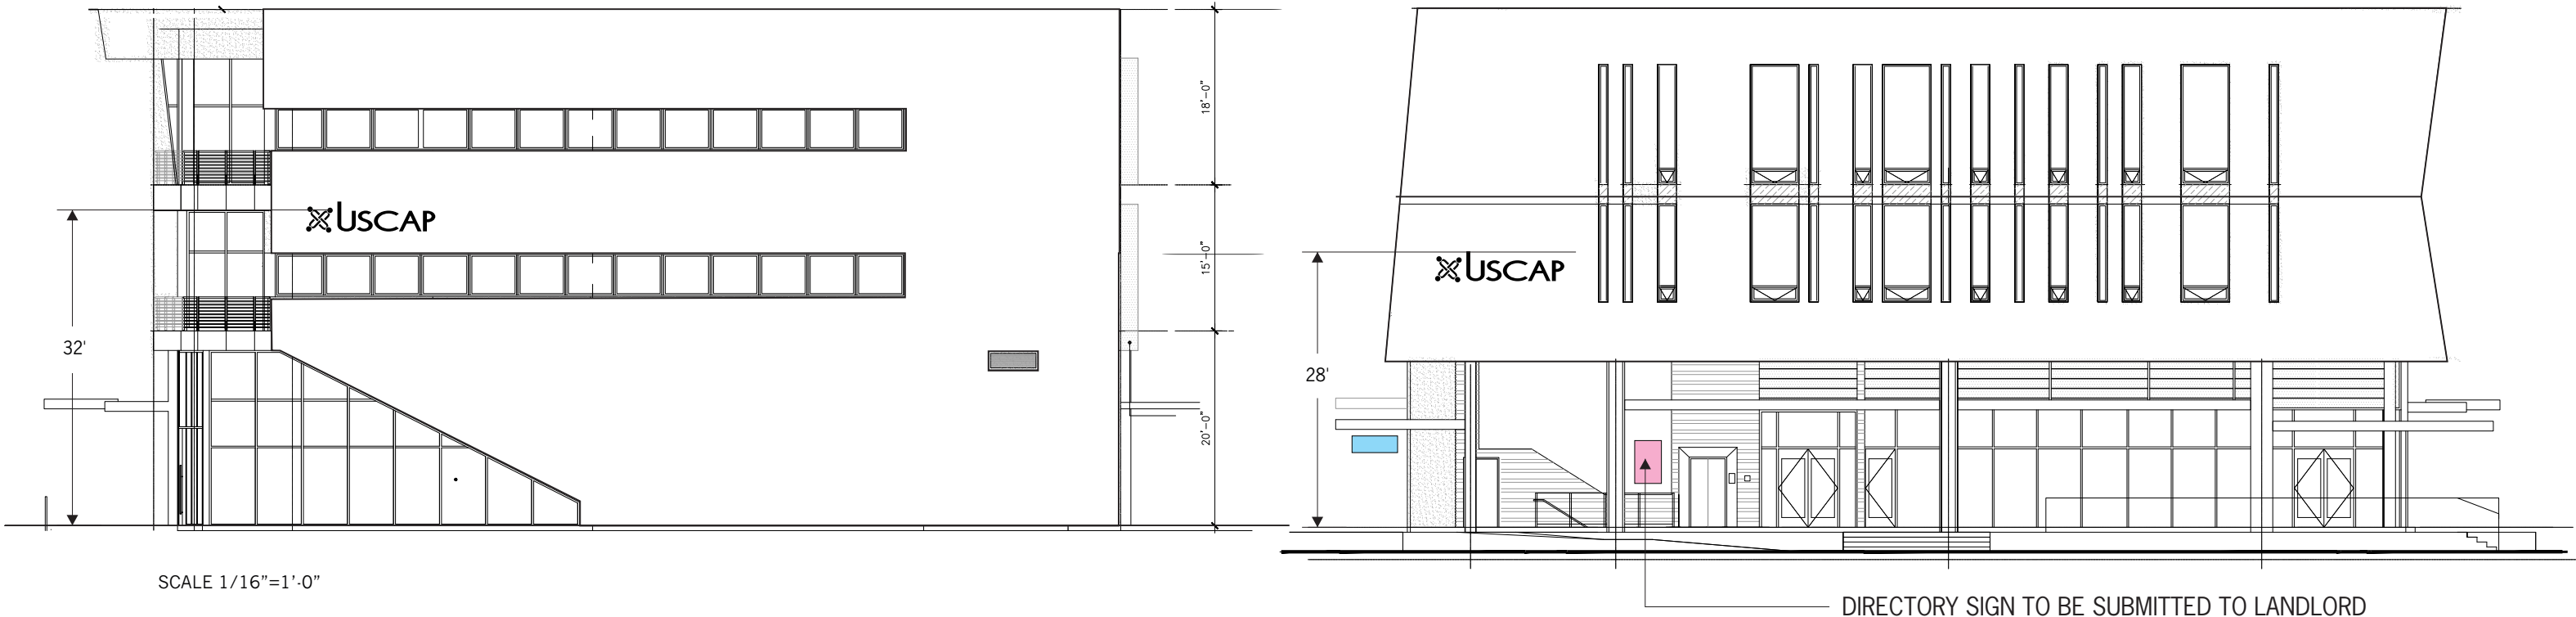 18'-0"
USCAP
15'-0"
USCAP
32'
28'
20'-0"
SCALE 1/16”=1’-0”
DIRECTORY SIGN TO BE SUBMITTED TO LANDLORD